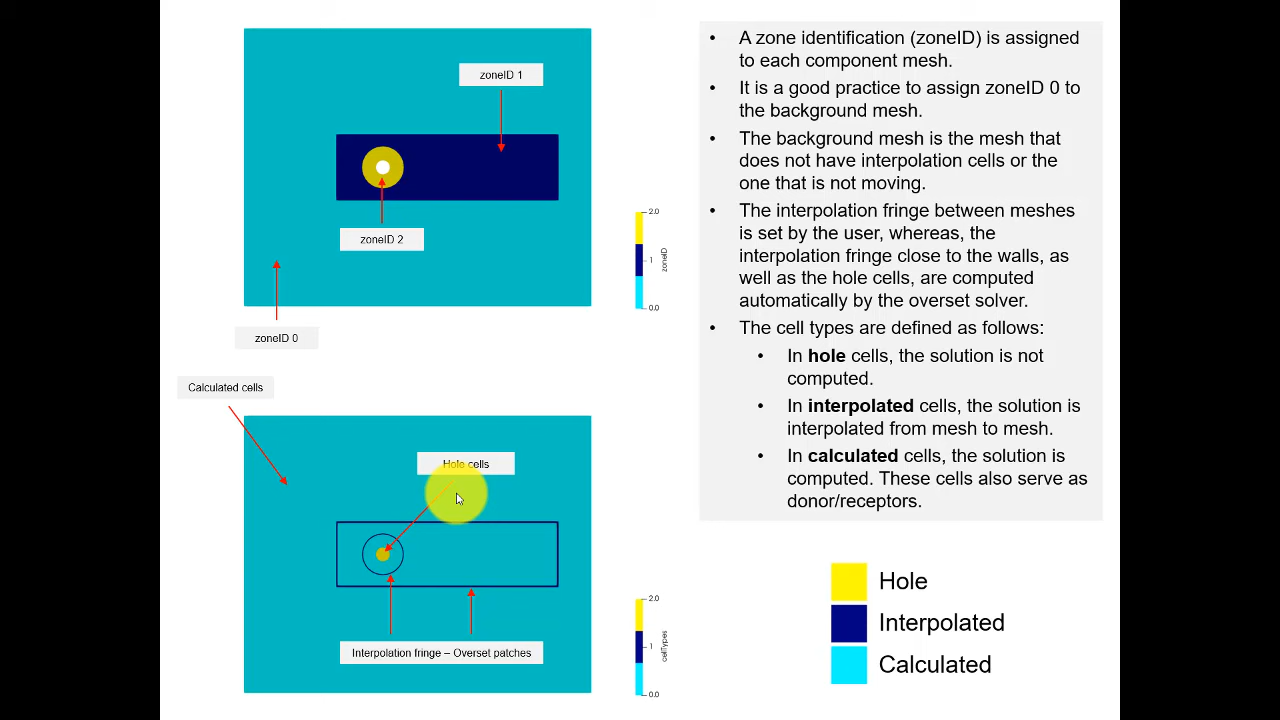 zoneID 1
zoneID 2
zoneID 0
2.0
1
0.0
zoneID
Calculated cells
Hole cells
Interpolation fringe – Overset patches
2.0
1
0.0
cellTypes
• A zone identification (zoneID) is assigned
to each component mesh.
• It is a good practice to assign zoneID 0 to
the background mesh.
• The background mesh is the mesh that
does not have interpolation cells or the
one that is not moving.
• The interpolation fringe between meshes
is set by the user, whereas, the
interpolation fringe close to the walls, as
well as the hole cells, are computed
automatically by the overset solver.
• The cell types are defined as follows:
• In hole cells, the solution is not
computed.
• In interpolated cells, the solution is
interpolated from mesh to mesh.
• In calculated cells, the solution is
computed. These cells also serve as
donor/receptors.
Hole
Interpolated
Calculated